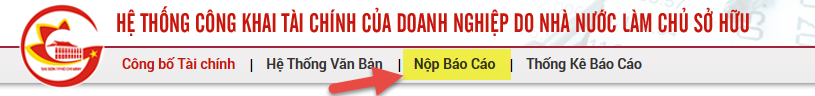 HỆ THỐNG CÔNG KHAI TÀI CHÍNH CỦA DOANH NGHIỆP DO NHÀ NƯỚC LÀM CHỦ SỞ HỮU
Công bố Tài chính | Hệ Thống Văn Bản | Nộp Báo Cáo | Thống Kê Báo Cáo